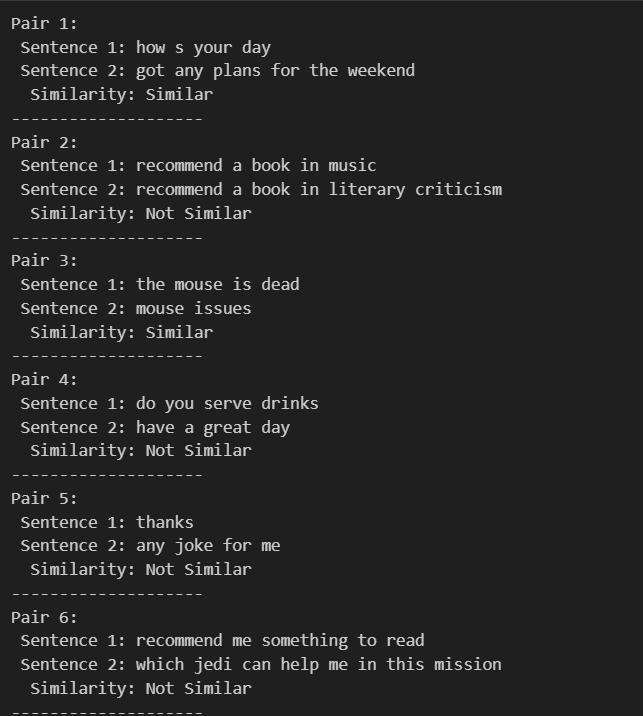 Pair 1:
Sentence 1: how s your day
Sentence 2: got any plans for the weekend
Similarity: Similar
--------------------
Pair 2:
Sentence 1: recommend a book in music
Sentence 2: recommend a book in literary criticism
Similarity: Not Similar
--------------------
Pair 3:
Sentence 1: the mouse is dead
Sentence 2: mouse issues
Similarity: Similar
--------------------
Pair 4:
Sentence 1: do you serve drinks
Sentence 2: have a great day
Similarity: Not Similar
--------------------
Pair 5:
Sentence 1: thanks
Sentence 2: any joke for me
Similarity: Not Similar
--------------------
Pair 6:
Sentence 1: recommend me something to read
Sentence 2: which jedi can help me in this mission
Similarity: Not Similar
--------------------